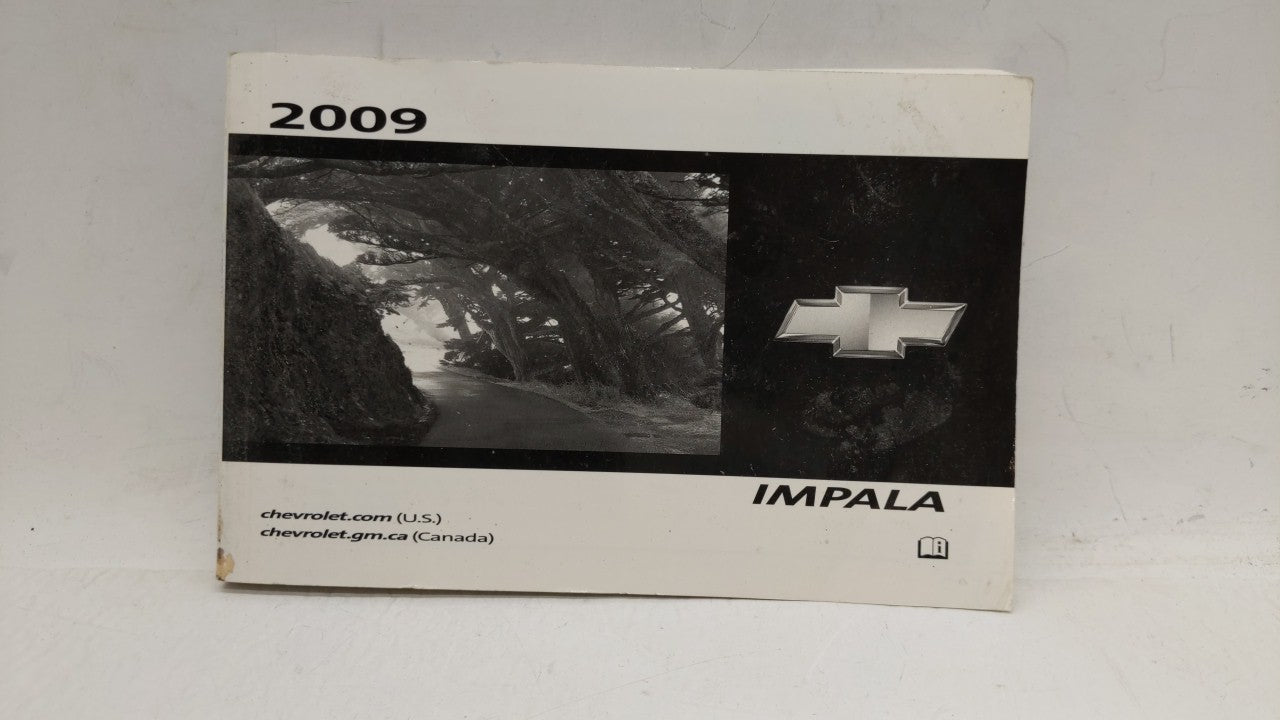 2009
IMPALA
chevrolet.com (U.S.)
chevrolet.gm.ca (Canada)